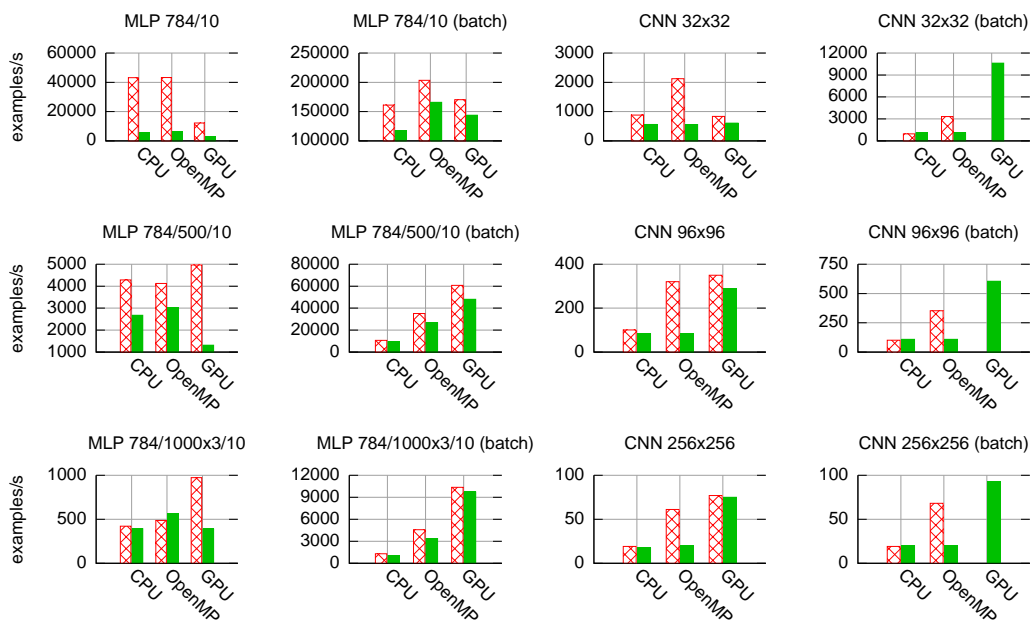 MLP 784/10
examples/s
60000
40000
20000
0
CPU
OpenMP
GPU
MLP 784/10 (batch)
250000
200000
150000
100000
CPU
OpenMP
GPU
CNN 32x32
3000
2000
1000
0
CPU
OpenMP
GPU
CNN 32x32 (batch)
12000
9000
6000
3000
0
CPU
OpenMP
GPU
MLP 784/500/10
examples/s
5000
4000
3000
2000
1000
CPU
OpenMP
GPU
MLP 784/500/10 (batch)
80000
60000
40000
20000
0
CPU
OpenMP
GPU
CNN 96x96
400
200
0
CPU
OpenMP
GPU
CNN 96x96 (batch)
750
500
250
0
CPU
OpenMP
GPU
MLP 784/1000x3/10
examples/s
1000
500
0
CPU
OpenMP
GPU
MLP 784/1000x3/10 (batch)
12000
9000
6000
3000
0
CPU
OpenMP
GPU
CNN 256x256
100
50
0
CPU
OpenMP
GPU
CNN 256x256 (batch)
100
50
0
CPU
OpenMP
GPU